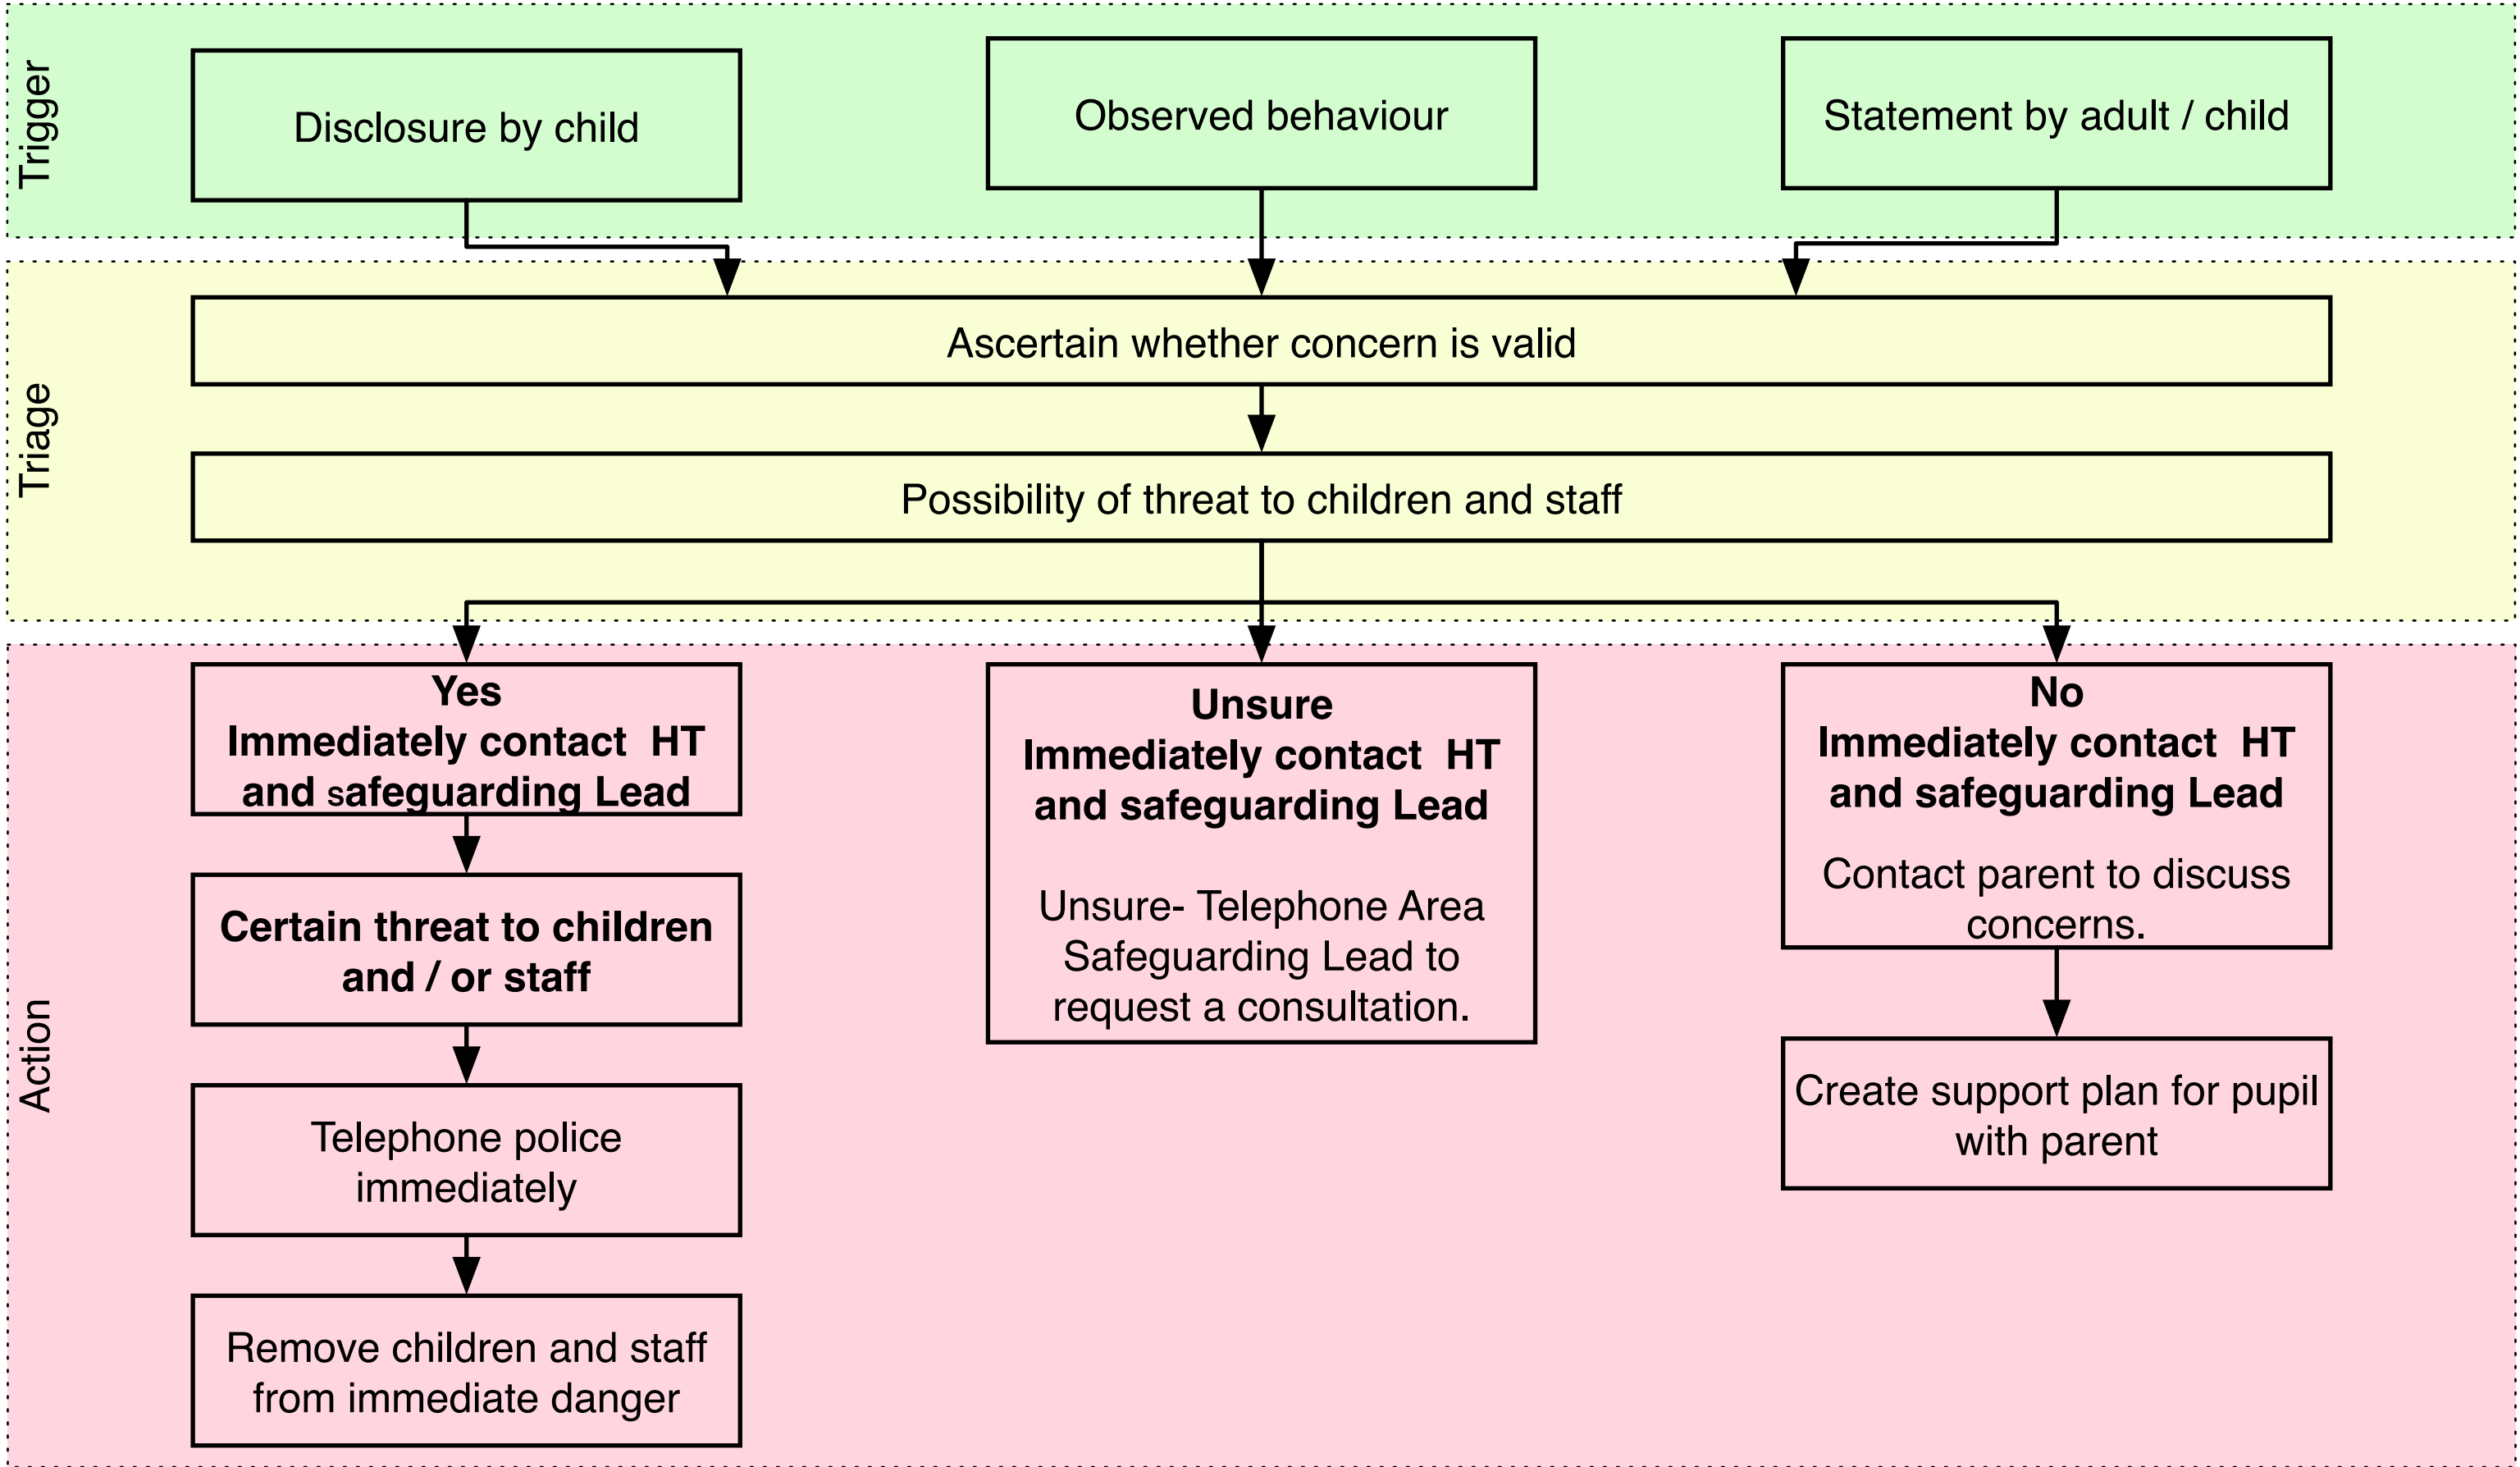 Trigger
Disclosure by child
Observed behaviour
Statement by adult / child
Triage
Ascertain whether concern is valid
Possibility of threat to children and staff
Action
Yes
Immediately contact  HT
and safeguarding Lead
Certain threat to children
and / or staff
Telephone police
immediately
Remove children and staff
from immediate danger
Unsure
Immediately contact  HT
and safeguarding Lead
Unsure- Telephone Area
Safeguarding Lead to
request a consultation.
No
Immediately contact  HT
and safeguarding Lead
Contact parent to discuss
concerns.
Create support plan for pupil
with parent